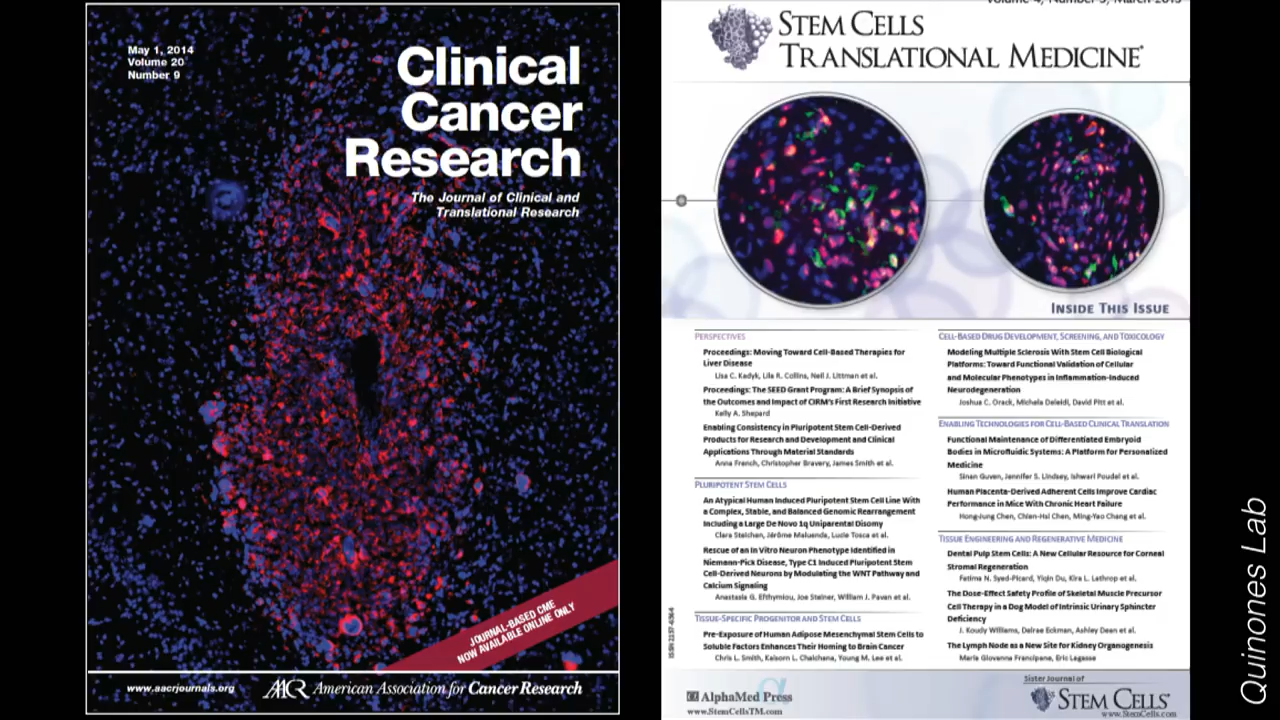 May 1, 2014
Volume 20
Number 9
Clinical
Cancer
Research
The Journal of Clinical and
Translational Research
JOURNAL-BASED CME
NOW AVAILABLE ONLINE ONLY
www.aacrjournals.org
AACR American Association for Cancer Research
Volume 4, Number 3, March 2015
STEM CELLS
TRANSLATIONAL MEDICINE®
INSIDE THIS ISSUE
PERSPECTIVES
Proceedings: Moving Toward Cell-Based Therapies for
Liver Disease
Lisa C. Kadyk, Lila R. Collins, Neil J. Littman et al.
Proceedings: The SEED Grant Program: A Brief Synopsis of
the Outcomes and Impact of CIRM's First Research Initiative
Kelly A. Shepard
Enabling Consistency in Pluripotent Stem Cell-Derived
Products for Research and Development and Clinical
Applications Through Material Standards
Anna French, Christopher Bravery, James Smith et al.
PLURIPOTENT STEM CELLS
An Atypical Human Induced Pluripotent Stem Cell Line With
a Complex, Stable, and Balanced Genomic Rearrangement
Including a Large De Novo 1q Uniparental Disomy
Clara Steichen, Jérôme Maluenda, Lucie Tosca et al.
Rescue of an In Vitro Neuron Phenotype Identified in
Niemann-Pick Disease, Type C1 Induced Pluripotent Stem
Cell-Derived Neurons by Modulating the WNT Pathway and
Calcium Signaling
Anastasia G. Efthymiou, Joe Steiner, William J. Pavan et al.
TISSUE-SPECIFIC PROGENITOR AND STEM CELLS
Pre-Exposure of Human Adipose Mesenchymal Stem Cells to
Soluble Factors Enhances Their Homing to Brain Cancer
Chris L. Smith, Kaisorn L. Chaichana, Young M. Lee et al.
CELL-BASED DRUG DEVELOPMENT, SCREENING, AND TOXICOLOGY
Modeling Multiple Sclerosis With Stem Cell Biological
Platforms: Toward Functional Validation of Cellular
and Molecular Phenotypes in Inflammation-Induced
Neurodegeneration
Joshua C. Orack, Michela Deleidi, David Pitt et al.
ENABLING TECHNOLOGIES FOR CELL-BASED CLINICAL TRANSLATION
Functional Maintenance of Differentiated Embryoid
Bodies in Microfluidic Systems: A Platform for Personalized
Medicine
Sinan Guven, Jennifer S. Lindsey, Ishwari Poudel et al.
Human Placenta-Derived Adherent Cells Improve Cardiac
Performance in Mice With Chronic Heart Failure
Hong-Jung Chen, Chien-Hsi Chen, Ming-Yao Chang et al.
TISSUE ENGINEERING AND REGENERATIVE MEDICINE
Dental Pulp Stem Cells: A New Cellular Resource for Corneal
Stromal Regeneration
Fatima N. Syed-Picard, Yiqin Du, Kira L. Lathrop et al.
The Dose-Effect Safety Profile of Skeletal Muscle Precursor
Cell Therapy in a Dog Model of Intrinsic Urinary Sphincter
Deficiency
J. Koudy Williams, Delrae Eckman, Ashley Dean et al.
The Lymph Node as a New Site for Kidney Organogenesis
Maria Giovanna Francipane, Eric Lagasse
ISSN 2157-6564
AlphaMed Press
www.StemCellsTM.com
Sister Journal of
STEM CELLS®
www.StemCells.com
Quinones Lab